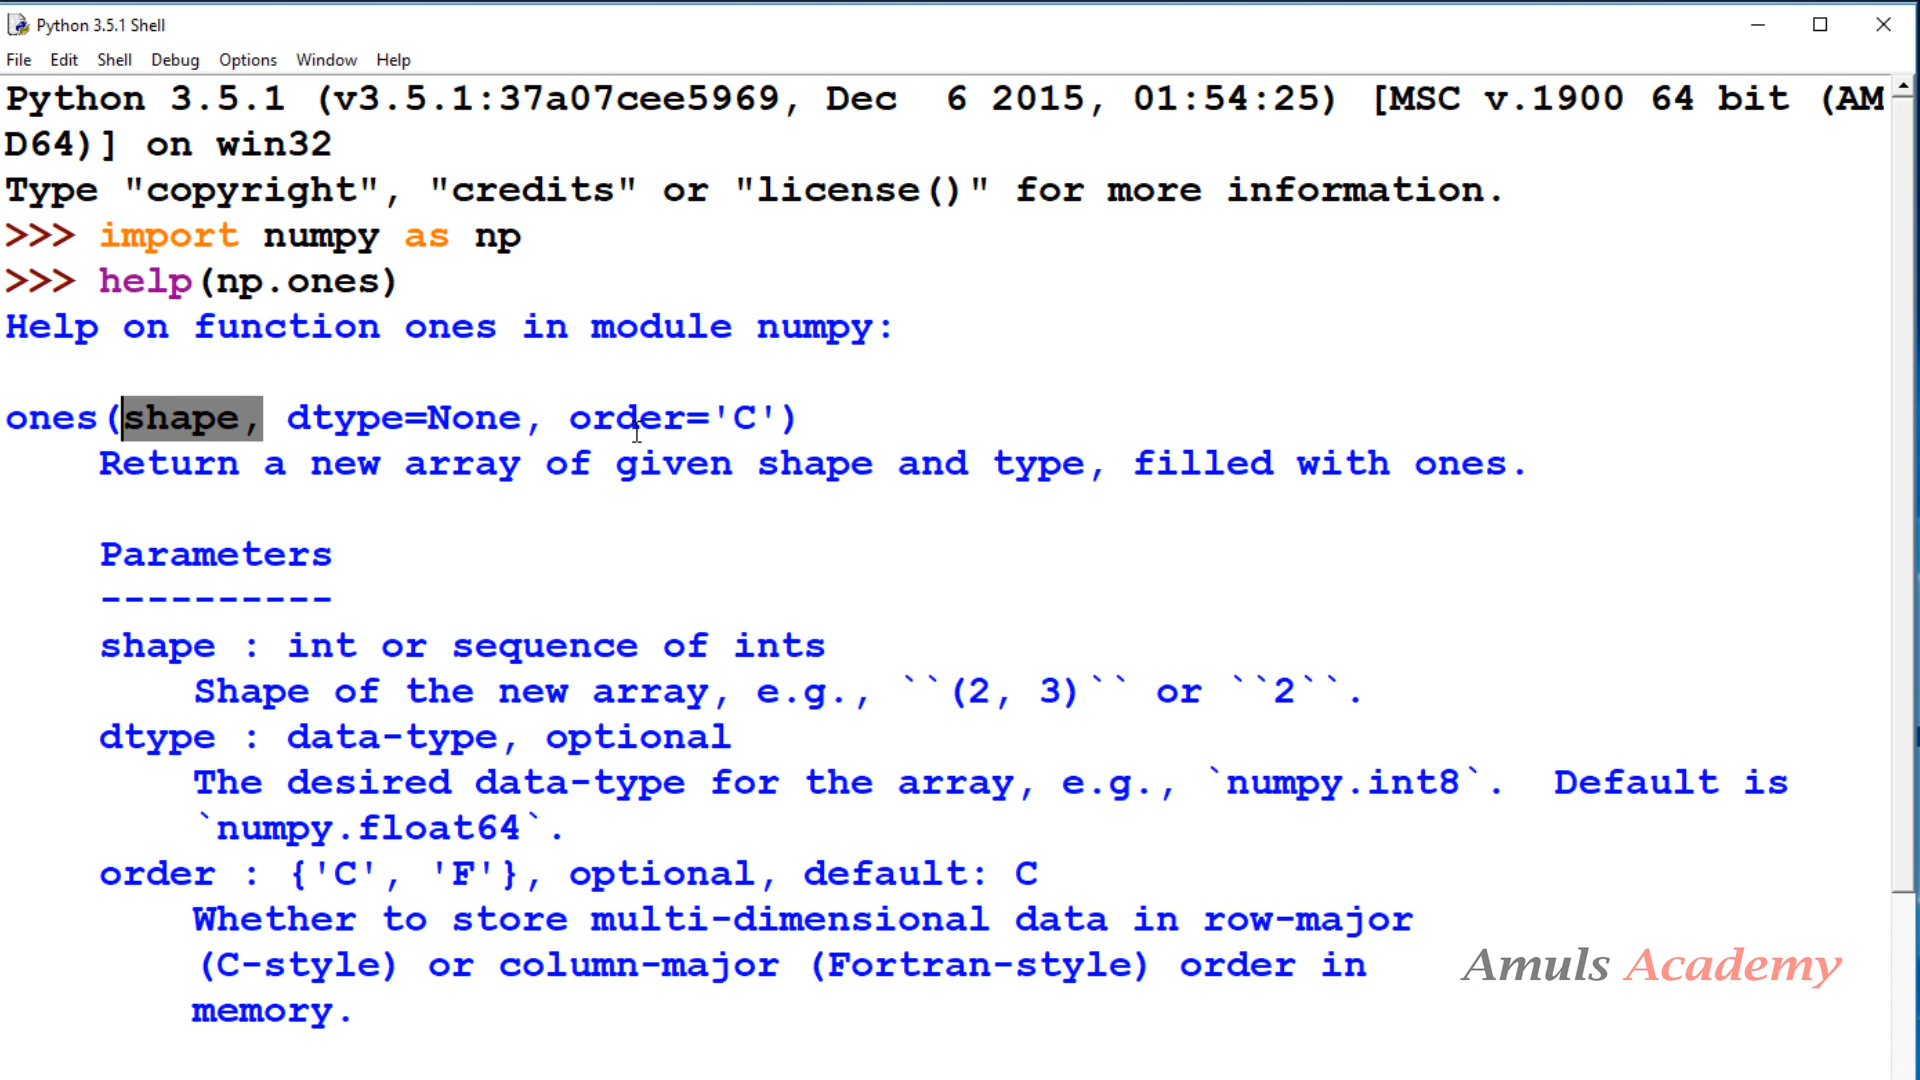 Python 3.5.1 Shell
File Edit Shell Debug Options Window Help
Python 3.5.1 (v3.5.1:37a07cee5969, Dec  6 2015, 01:54:25) [MSC v.1900 64 bit (AM
D64)] on win32
Type "copyright", "credits" or "license()" for more information.
>>> import numpy as np
>>> help(np.ones)
Help on function ones in module numpy:
ones(shape, dtype=None, order='C')
Return a new array of given shape and type, filled with ones.
Parameters
----------
shape : int or sequence of ints
Shape of the new array, e.g., ``(2, 3)`` or ``2``.
dtype : data-type, optional
The desired data-type for the array, e.g., `numpy.int8`.  Default is
`numpy.float64`.
order : {'C', 'F'}, optional, default: C
Whether to store multi-dimensional data in row-major
(C-style) or column-major (Fortran-style) order in
memory.
Amuls Academy